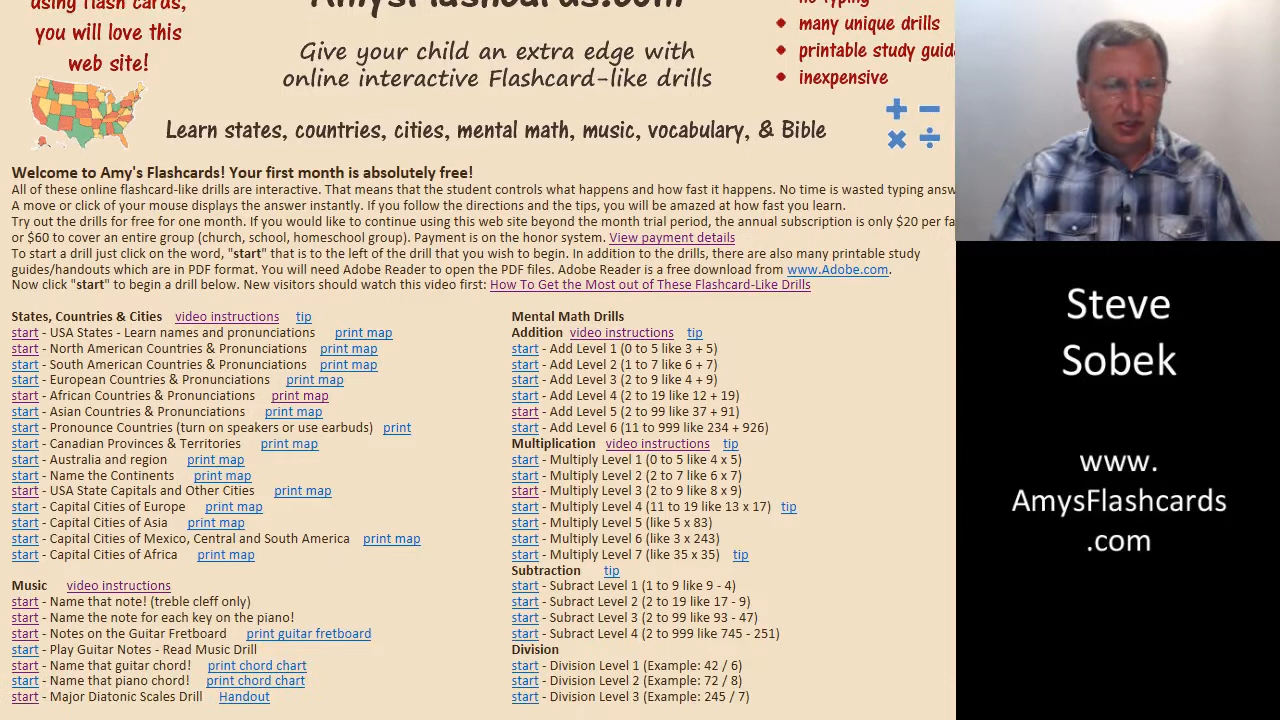 using flash cards,
you will love this
web site!
AmysFlashcards.com
Give your child an extra edge with
online interactive Flashcard-like drills
no typing
many unique drills
printable study guid
inexpensive
Learn states, countries, cities, mental math, music, vocabulary, & Bible
Welcome to Amy's Flashcards! Your first month is absolutely free!
All of these online flashcard-like drills are interactive. That means that the student controls what happens and how fast it happens. No time is wasted typing answ
A move or click of your mouse displays the answer instantly. If you follow the directions and the tips, you will be amazed at how fast you learn.
Try out the drills for free for one month. If you would like to continue using this web site beyond the month trial period, the annual subscription is only $20 per fa
or $60 to cover an entire group (church, school, homeschool group). Payment is on the honor system. View payment details
To start a drill just click on the word, "start" that is to the left of the drill that you wish to begin. In addition to the drills, there are also many printable study
guides/handouts which are in PDF format. You will need Adobe Reader to open the PDF files. Adobe Reader is a free download from www.Adobe.com.
Now click "start" to begin a drill below. New visitors should watch this video first: How To Get the Most out of These Flashcard-Like Drills
States, Countries & Cities video instructions tip
start - USA States - Learn names and pronunciations print map
start - North American Countries & Pronunciations print map
start - South American Countries & Pronunciations print map
start - European Countries & Pronunciations print map
start - African Countries & Pronunciations print map
start - Asian Countries & Pronunciations print map
start - Pronounce Countries (turn on speakers or use earbuds) print
start - Canadian Provinces & Territories print map
start - Australia and region print map
start - Name the Continents print map
start - USA State Capitals and Other Cities print map
start - Capital Cities of Europe print map
start - Capital Cities of Asia print map
start - Capital Cities of Mexico, Central and South America print map
start - Capital Cities of Africa print map
Music video instructions
start - Name that note! (treble cleff only)
start - Name the note for each key on the piano!
start - Notes on the Guitar Fretboard print guitar fretboard
start - Play Guitar Notes - Read Music Drill
start - Name that guitar chord! print chord chart
start - Name that piano chord! print chord chart
start - Major Diatonic Scales Drill Handout
Mental Math Drills
Addition video instructions tip
start - Add Level 1 (0 to 5 like 3 + 5)
start - Add Level 2 (1 to 7 like 6 + 7)
start - Add Level 3 (2 to 9 like 4 + 9)
start - Add Level 4 (2 to 19 like 12 + 19)
start - Add Level 5 (2 to 99 like 37 + 91)
start - Add Level 6 (11 to 999 like 234 + 926)
Multiplication video instructions tip
start - Multiply Level 1 (0 to 5 like 4 x 5)
start - Multiply Level 2 (2 to 7 like 6 x 7)
start - Multiply Level 3 (2 to 9 like 8 x 9)
start - Multiply Level 4 (11 to 19 like 13 x 17) tip
start - Multiply Level 5 (like 5 x 83)
start - Multiply Level 6 (like 3 x 243)
start - Multiply Level 7 (like 35 x 35) tip
Subtraction tip
start - Subract Level 1 (1 to 9 like 9 - 4)
start - Subract Level 2 (2 to 19 like 17 - 9)
start - Subract Level 3 (2 to 99 like 93 - 47)
start - Subract Level 4 (2 to 999 like 745 - 251)
Division
start - Division Level 1 (Example: 42 / 6)
start - Division Level 2 (Example: 72 / 8)
start - Division Level 3 (Example: 245 / 7)
Steve
Sobek
www.
AmysFlashcards
.com